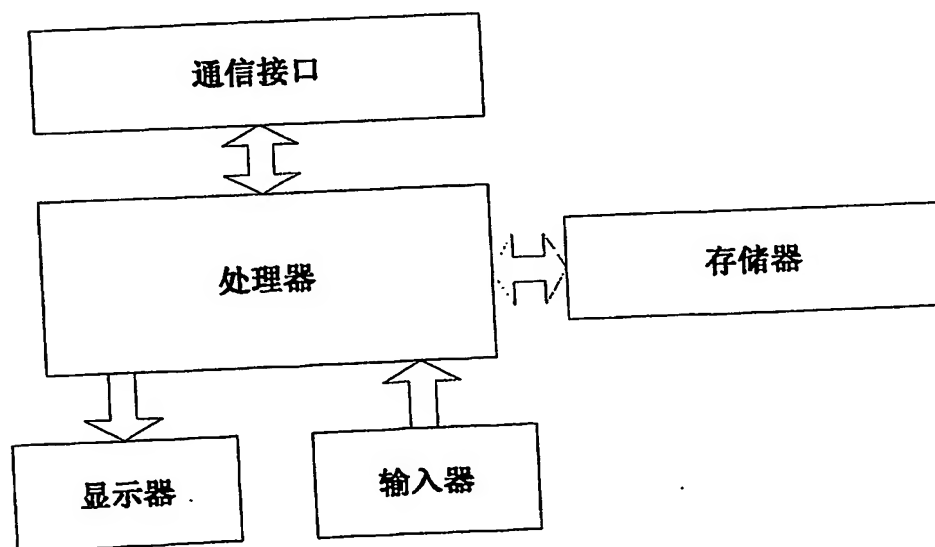 通信接口
处理器
存储器
显示器
输入器